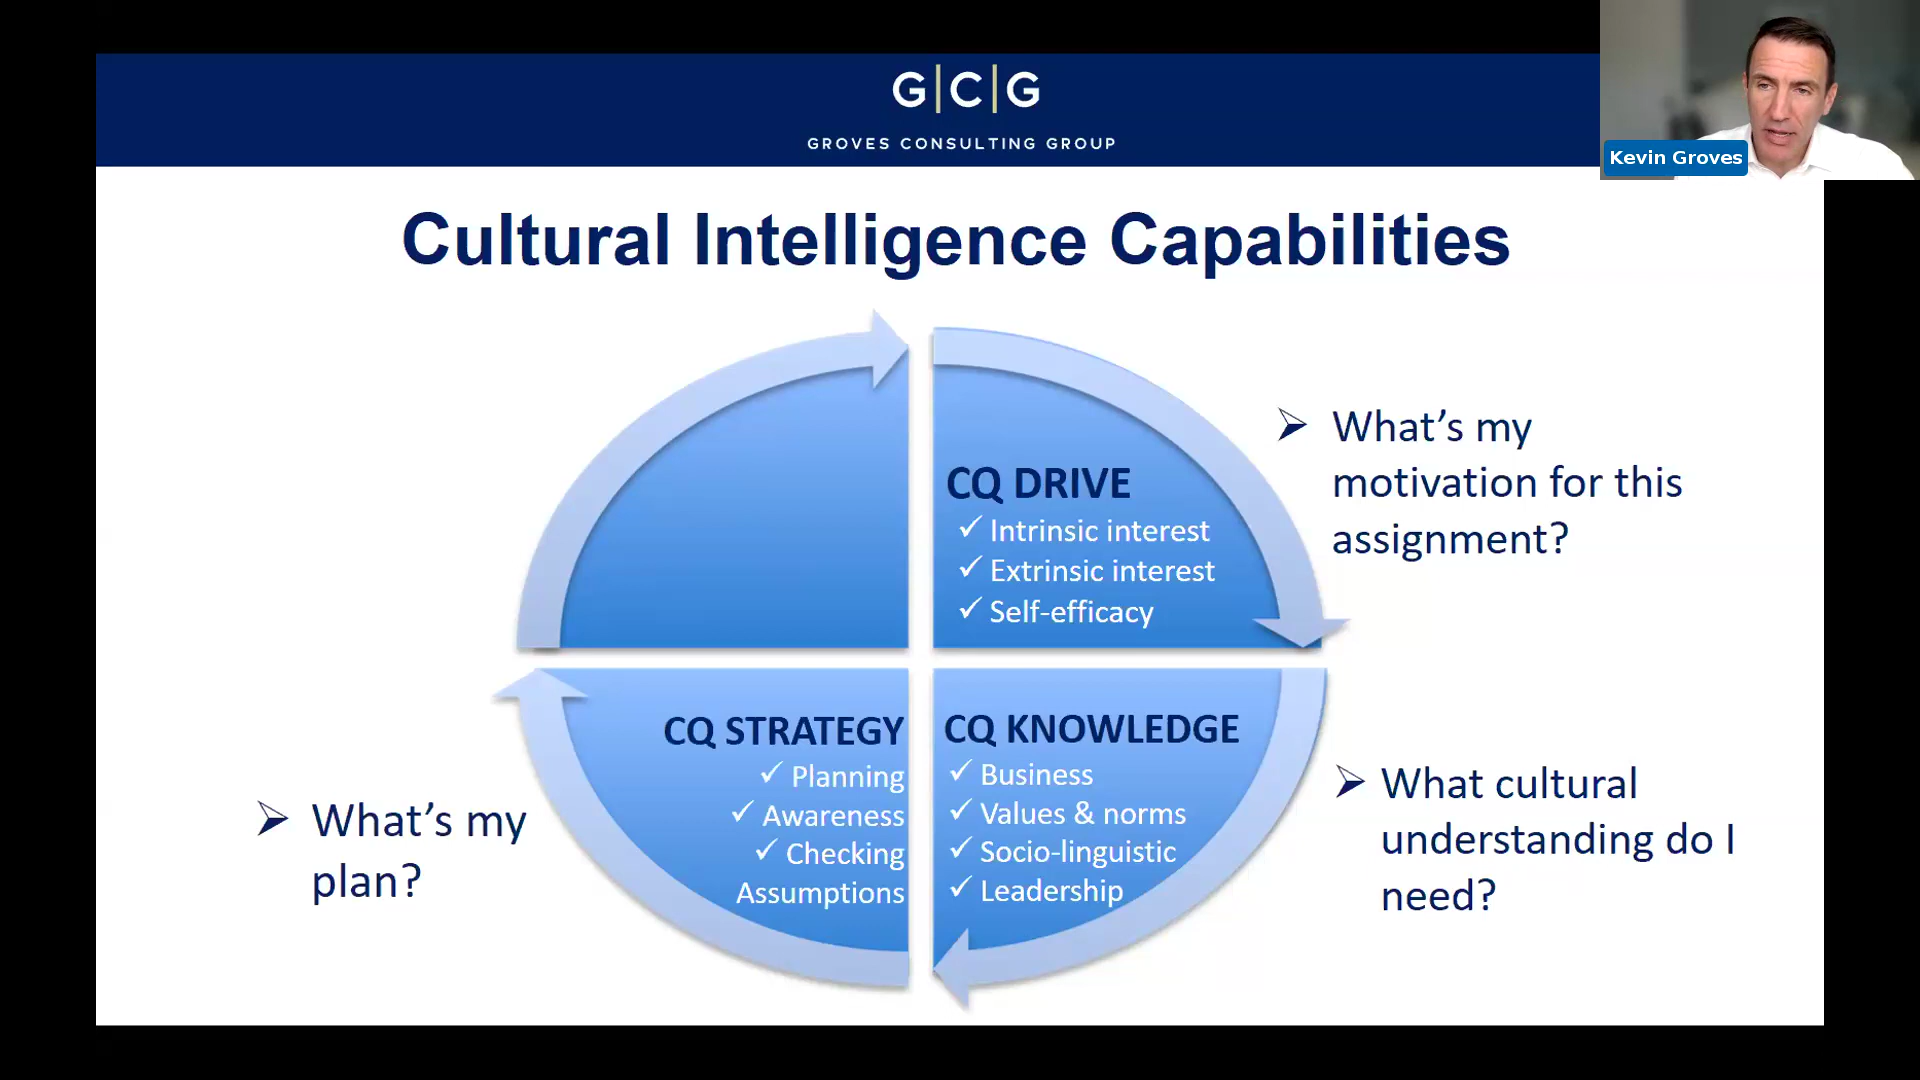 G|C|G
GROVES CONSULTING GROUP
Kevin Groves
Cultural Intelligence Capabilities
CQ DRIVE
✓ Intrinsic interest
✓ Extrinsic interest
✓ Self-efficacy
➢ What’s my
motivation for this
assignment?
CQ KNOWLEDGE
✓ Business
✓ Values & norms
✓ Socio-linguistic
✓ Leadership
➢ What cultural
understanding do I
need?
CQ STRATEGY
✓ Planning
✓ Awareness
✓ Checking
Assumptions
➢ What’s my
plan?